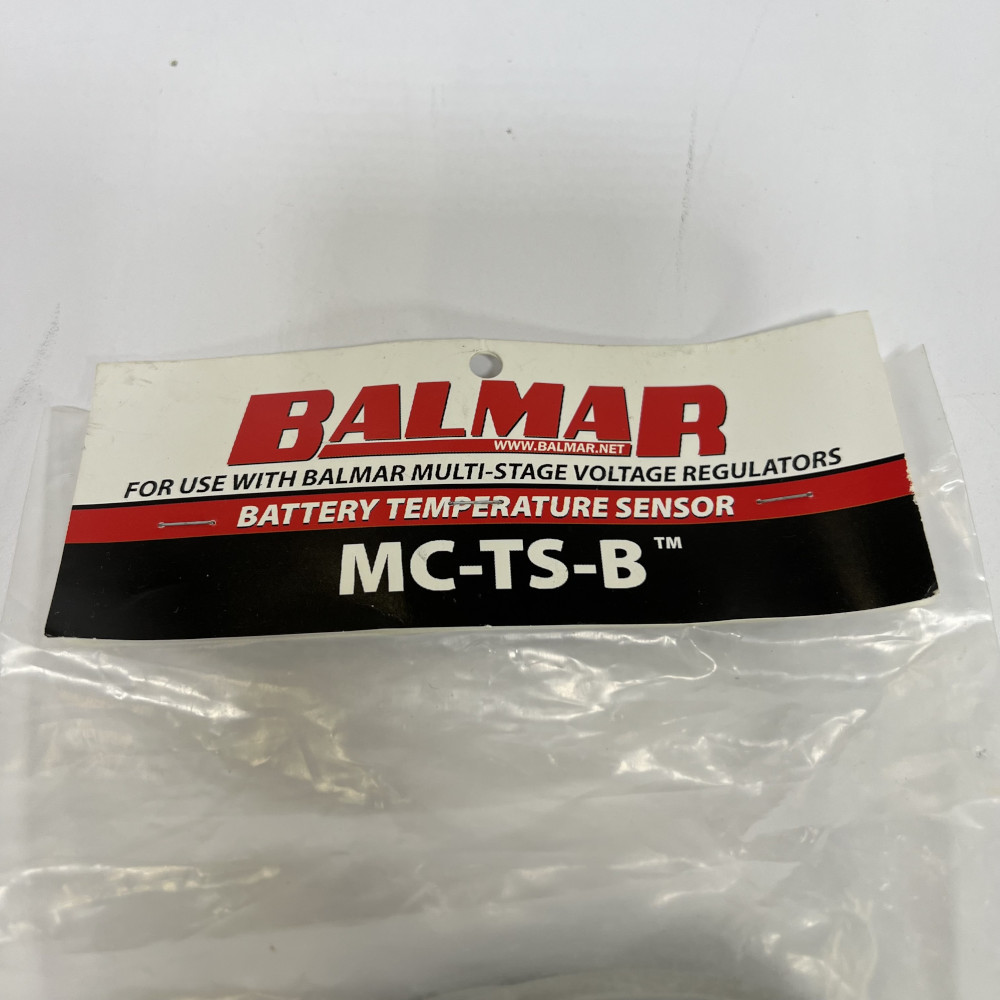 BALMAR
WWW.BALMAR.NET
FOR USE WITH BALMAR MULTI-STAGE VOLTAGE REGULATORS
BATTERY TEMPERATURE SENSOR
MC-TS-B™